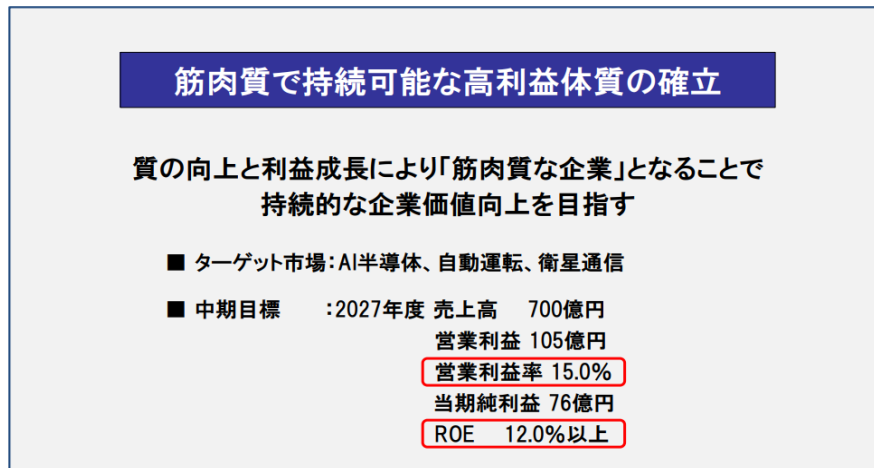 筋肉質で持続可能な高利益体質の確立
質の向上と利益成長により「筋肉質な企業」となることで
持続的な企業価値向上を目指す
■ ターゲット市場：AI半導体、自動運転、衛星通信
■ 中期目標　：2027年度 売上高　700億円
営業利益 105億円
営業利益率 15.0%
当期純利益 76億円
ROE　12.0%以上